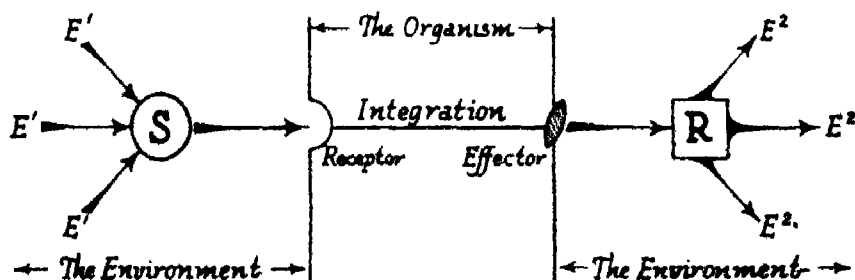 E' The Organism E²
E' S Integration R E²
Receptor Effector
E' E².
The Environment The Environment